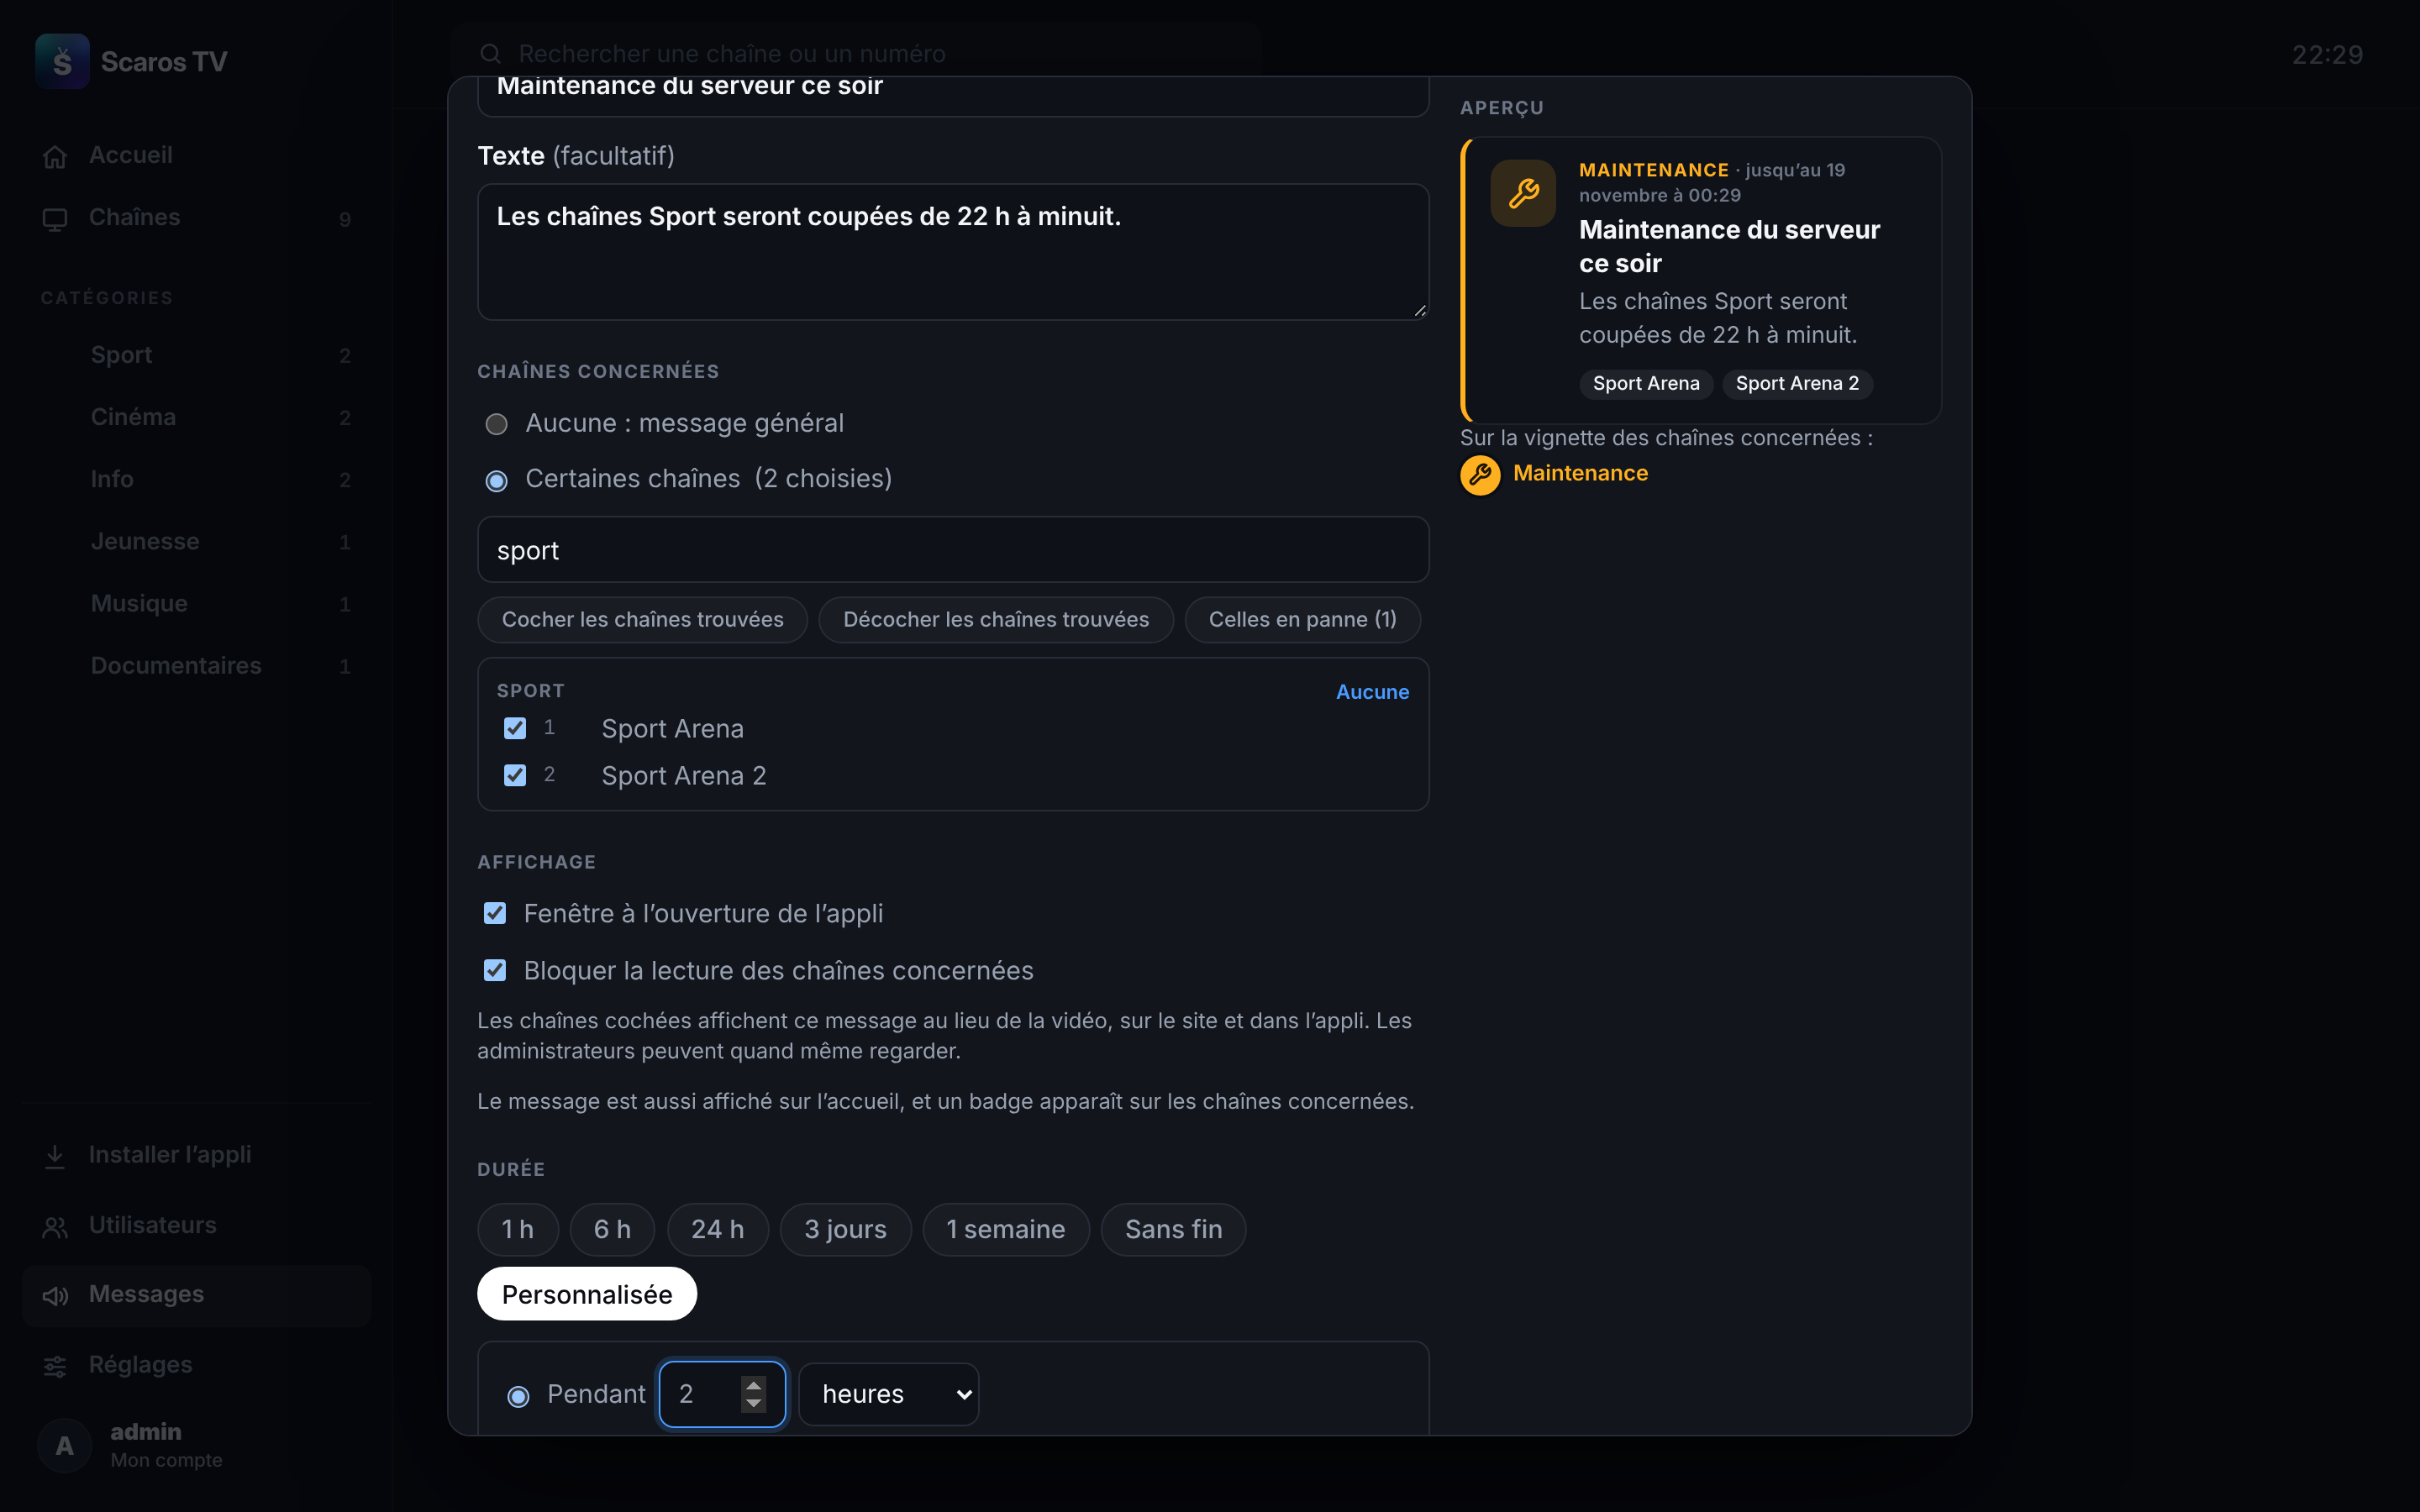 Š
Scaros TV
Rechercher une chaîne ou un numéro
22:29
Accueil
Chaînes 9
CATÉGORIES
Sport 2
Cinéma 2
Info 2
Jeunesse 1
Musique 1
Documentaires 1
Installer l’appli
Utilisateurs
Messages
Réglages
A
admin
Mon compte
Maintenance du serveur ce soir
Texte (facultatif)
Les chaînes Sport seront coupées de 22 h à minuit.
CHAÎNES CONCERNÉES
Aucune : message général
Certaines chaînes (2 choisies)
sport
Cocher les chaînes trouvées
Décocher les chaînes trouvées
Celles en panne (1)
SPORT
Aucune
1 Sport Arena
2 Sport Arena 2
AFFICHAGE
Fenêtre à l’ouverture de l’appli
Bloquer la lecture des chaînes concernées
Les chaînes cochées affichent ce message au lieu de la vidéo, sur le site et dans l’appli. Les
administrateurs peuvent quand même regarder.
Le message est aussi affiché sur l’accueil, et un badge apparaît sur les chaînes concernées.
DURÉE
1 h
6 h
24 h
3 jours
1 semaine
Sans fin
Personnalisée
Pendant 2 heures
APERÇU
MAINTENANCE · jusqu’au 19
novembre à 00:29
Maintenance du serveur
ce soir
Les chaînes Sport seront
coupées de 22 h à minuit.
Sport Arena
Sport Arena 2
Sur la vignette des chaînes concernées :
Maintenance